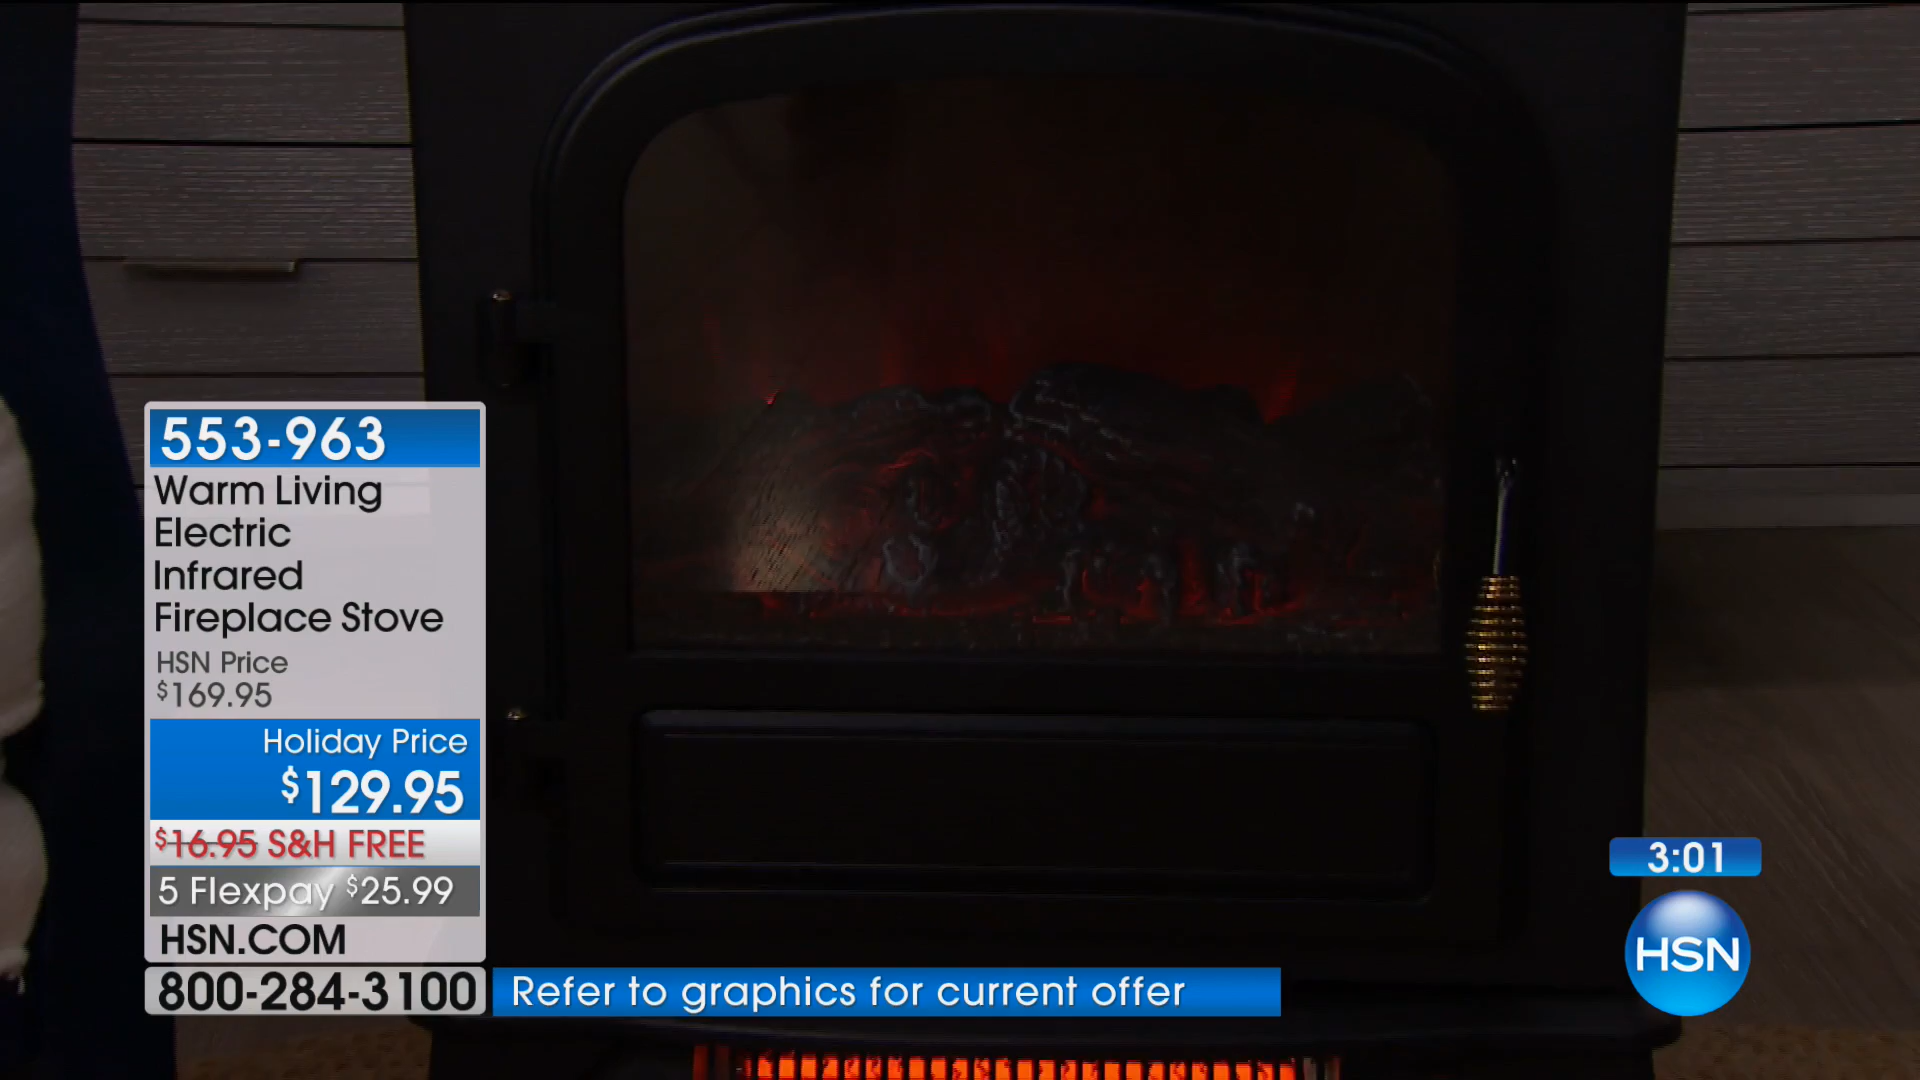 553-963
Warm Living
Electric
Infrared
Fireplace Stove
HSN Price
$169.95
Holiday Price
$129.95
$16.95 S&H FREE
5 Flexpay $25.99
HSN.COM
800-284-3100
Refer to graphics for current offer
3:01
HSN